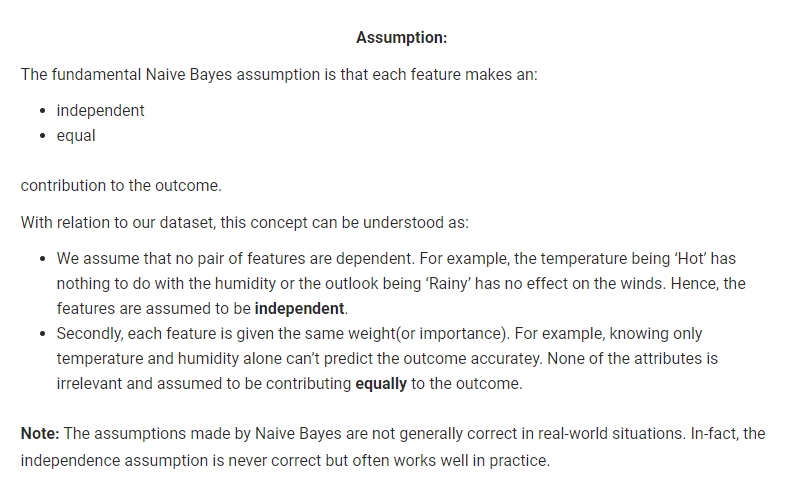 Assumption:
The fundamental Naive Bayes assumption is that each feature makes an:
• independent
• equal
contribution to the outcome.
With relation to our dataset, this concept can be understood as:
• We assume that no pair of features are dependent. For example, the temperature being ‘Hot’ has
nothing to do with the humidity or the outlook being ‘Rainy’ has no effect on the winds. Hence, the
features are assumed to be independent.
• Secondly, each feature is given the same weight(or importance). For example, knowing only
temperature and humidity alone can’t predict the outcome accuratey. None of the attributes is
irrelevant and assumed to be contributing equally to the outcome.
Note: The assumptions made by Naive Bayes are not generally correct in real-world situations. In-fact, the
independence assumption is never correct but often works well in practice.